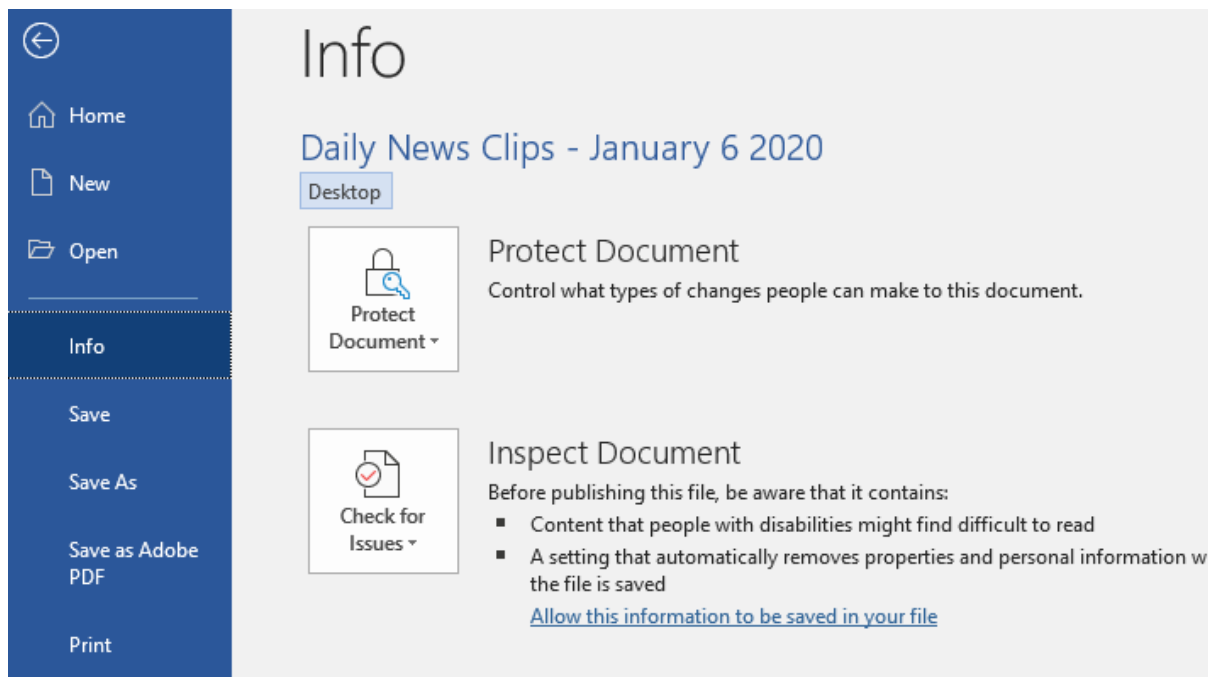 Home
New
Open
Info
Save
Save As
Save as Adobe
PDF
Print
Info
Daily News Clips - January 6 2020
Desktop
Protect
Document
Protect Document
Control what types of changes people can make to this document.
Check for
Issues
Inspect Document
Before publishing this file, be aware that it contains:
Content that people with disabilities might find difficult to read
A setting that automatically removes properties and personal information w
the file is saved
Allow this information to be saved in your file